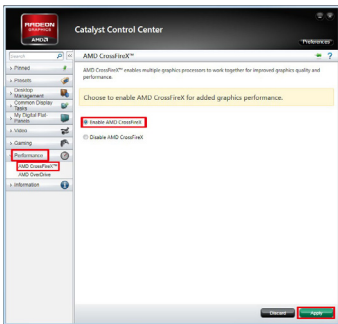 RADEON
GRAPHICS
AMD
Catalyst Control Center
Preferences
Search
AMD CrossFireX™
?
Pinned
Presets
Desktop
Management
Common Display
Tasks
My Digital Flat-
Panels
Video
Gaming
Performance
AMD CrossFireX™
AMD OverDrive
Information
AMD CrossFireX™ enables multiple graphics processors to work together for improved graphics quality and
performance.
Choose to enable AMD CrossFireX for added graphics performance.
Enable AMD CrossFireX
Disable AMD CrossFireX
Discard
Apply